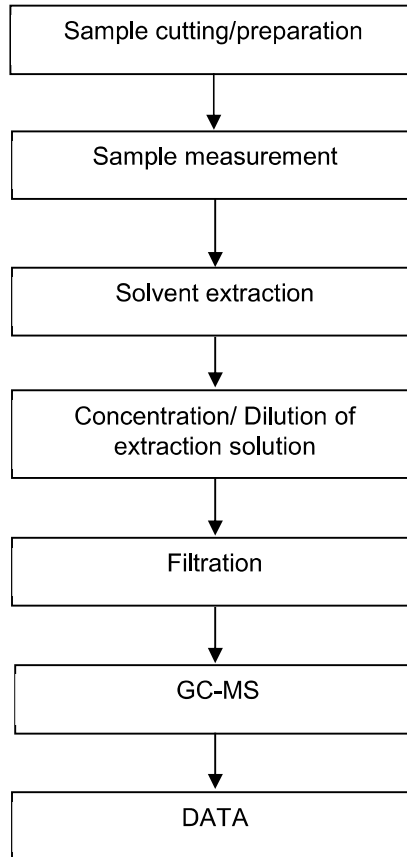 Sample cutting/preparation
Sample measurement
Solvent extraction
Concentration/ Dilution of
extraction solution
Filtration
GC-MS
DATA